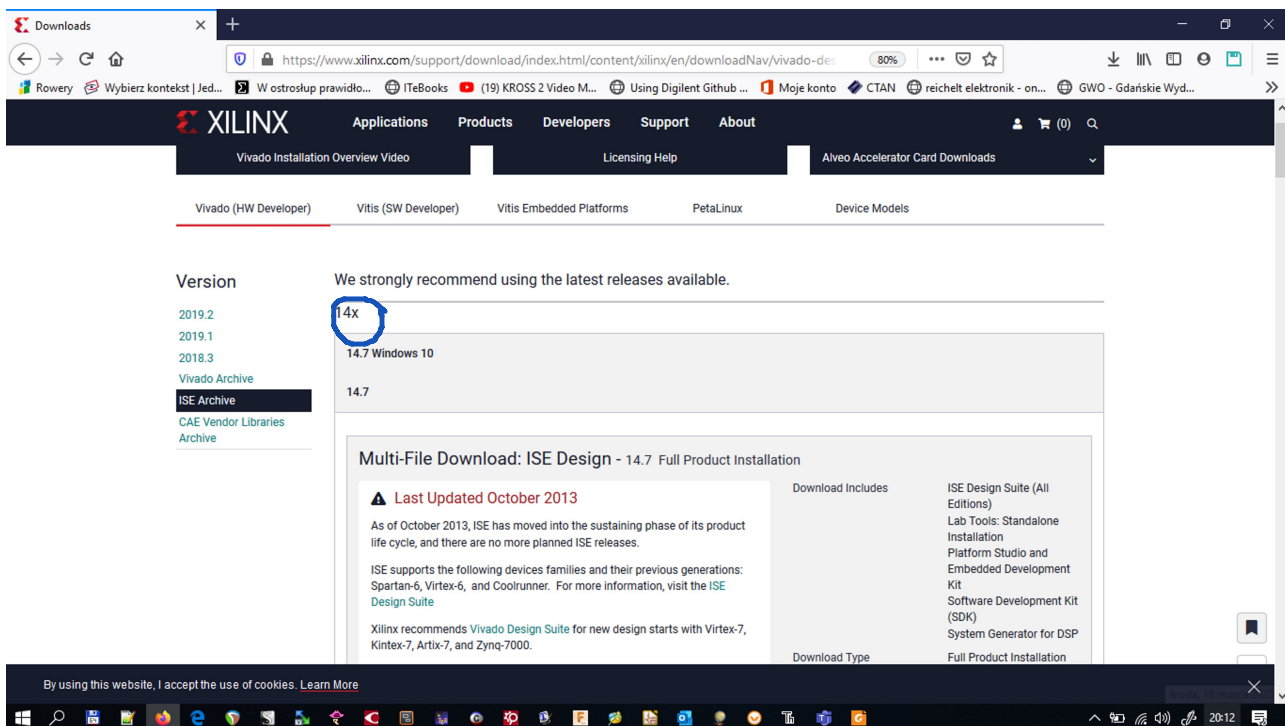 Downloads
https://www.xilinx.com/support/download/index.html/content/xilinx/en/downloadNav/vivado-des
80%
Rowery
Wybierz kontekst | Jed...
W ostrosłup prawidło...
ITeBooks
(19) KROSS 2 Video M...
Using Digilent Github ...
Moje konto
CTAN
reichelt elektronik - on...
GWO - Gdańskie Wyd...
XILINX
Applications
Products
Developers
Support
About
(0)
Vivado Installation Overview Video
Licensing Help
Alveo Accelerator Card Downloads
Vivado (HW Developer)
Vitis (SW Developer)
Vitis Embedded Platforms
PetaLinux
Device Models
Version
2019.2
2019.1
2018.3
Vivado Archive
ISE Archive
CAE Vendor Libraries
Archive
We strongly recommend using the latest releases available.
14x
14.7 Windows 10
14.7
Multi-File Download: ISE Design - 14.7 Full Product Installation
Last Updated October 2013
As of October 2013, ISE has moved into the sustaining phase of its product
life cycle, and there are no more planned ISE releases.
ISE supports the following devices families and their previous generations:
Spartan-6, Virtex-6, and Coolrunner. For more information, visit the ISE
Design Suite
Xilinx recommends Vivado Design Suite for new design starts with Virtex-7,
Kintex-7, Artix-7, and Zynq-7000.
Download Includes
ISE Design Suite (All
Editions)
Lab Tools: Standalone
Installation
Platform Studio and
Embedded Development
Kit
Software Development Kit
(SDK)
System Generator for DSP
Download Type
Full Product Installation
By using this website, I accept the use of cookies. Learn More
20:12